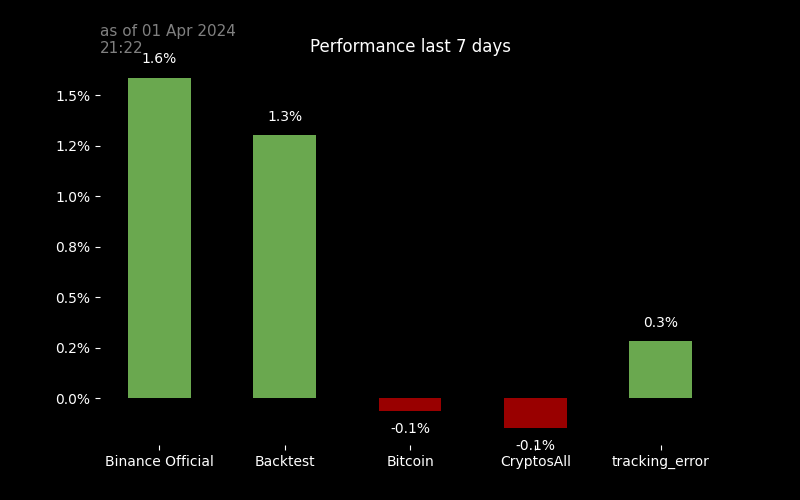 as of 01 Apr 2024
21:22
Performance last 7 days
1.6%
1.3%
-0.1%
-0.1%
0.3%
1.5%
1.2%
1.0%
0.8%
0.5%
0.2%
0.0%
Binance Official
Backtest
Bitcoin
CryptosAll
tracking_error